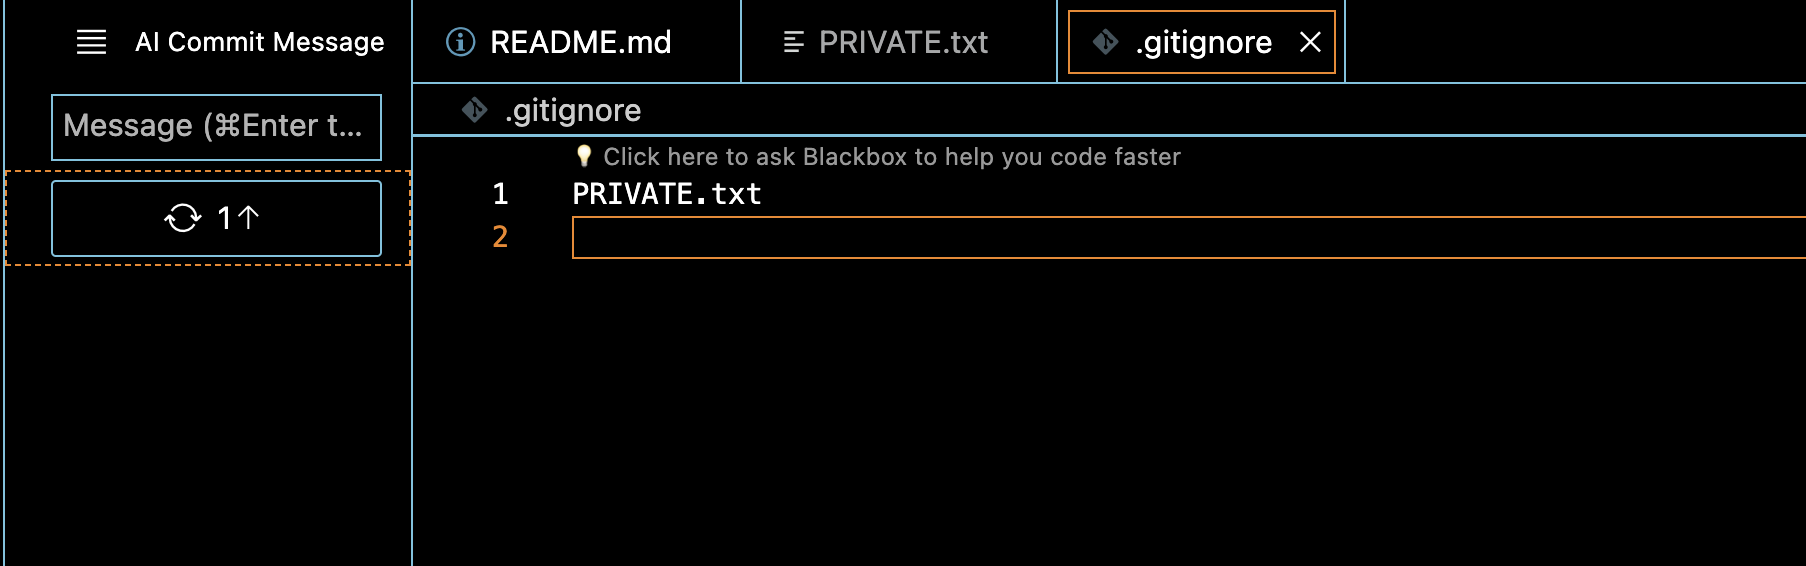 AI Commit Message
Message (⌘Enter t...
1↑
README.md
PRIVATE.txt
.gitignore
.gitignore
Click here to ask Blackbox to help you code faster
1 PRIVATE.txt
2